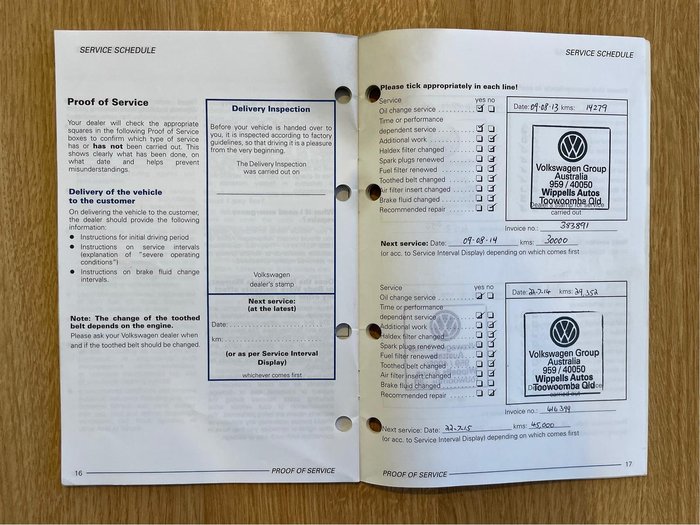 SERVICE SCHEDULE
Proof of Service
Your dealer will check the appropriate
squares in the following Proof of Service
boxes to confirm which type of service
has or has not been carried out. This
shows clearly what has been done, on
what date and helps prevent
misunderstandings.
Delivery of the vehicle
to the customer
On delivering the vehicle to the customer,
the dealer should provide the following
information:
● Instructions for initial driving period
● Instructions on service intervals
(explanation of "severe operating
conditions")
● Instructions on brake fluid change
intervals.
Note: The change of the toothed
belt depends on the engine.
Please ask your Volkswagen dealer when
and if the toothed belt should be changed.
Delivery Inspection
Before your vehicle is handed over to
you, it is inspected according to factory
guidelines, so that driving it is a pleasure
from the very beginning.
The Delivery Inspection
was carried out on
Volkswagen
dealer's stamp
Next service:
(at the latest)
Date:
km:
(or as per Service Interval
Display)
whichever comes first
16
PROOF OF SERVICE
SERVICE SCHEDULE
Please tick appropriately in each line!
Service yes no
Oil change service
Time or performance
dependent service
Additional work
Haldex filter changed
Spark plugs renewed
Fuel filter renewed
Toothed belt changed
Air filter insert changed
Brake fluid changed
Recommended repair
Date: 09-08-13 kms: 14279
Volkswagen Group
Australia
959 / 40050
Wippells Autos
Toowoomba Qld
Dealer's stamp for service
carried out
Invoice no.: 383891
Next service: Date: 09-08-14 kms: 30000
(or acc. to Service Interval Display) depending on which comes first
Service yes no
Oil change service
Time or performance
dependent service
Additional work
Haldex filter changed
Spark plugs renewed
Fuel filter renewed
Toothed belt changed
Air filter insert changed
Brake fluid changed
Recommended repair
Date: 22-7-14 kms: 29,352
Volkswagen Group
Australia
959 / 40050
Wippells Autos
Toowoomba Qld
carried out
Invoice no.: 416399
Next service: Date: 22-7-15 kms: 45,000
(or acc. to Service Interval Display) depending on which comes first
PROOF OF SERVICE
17